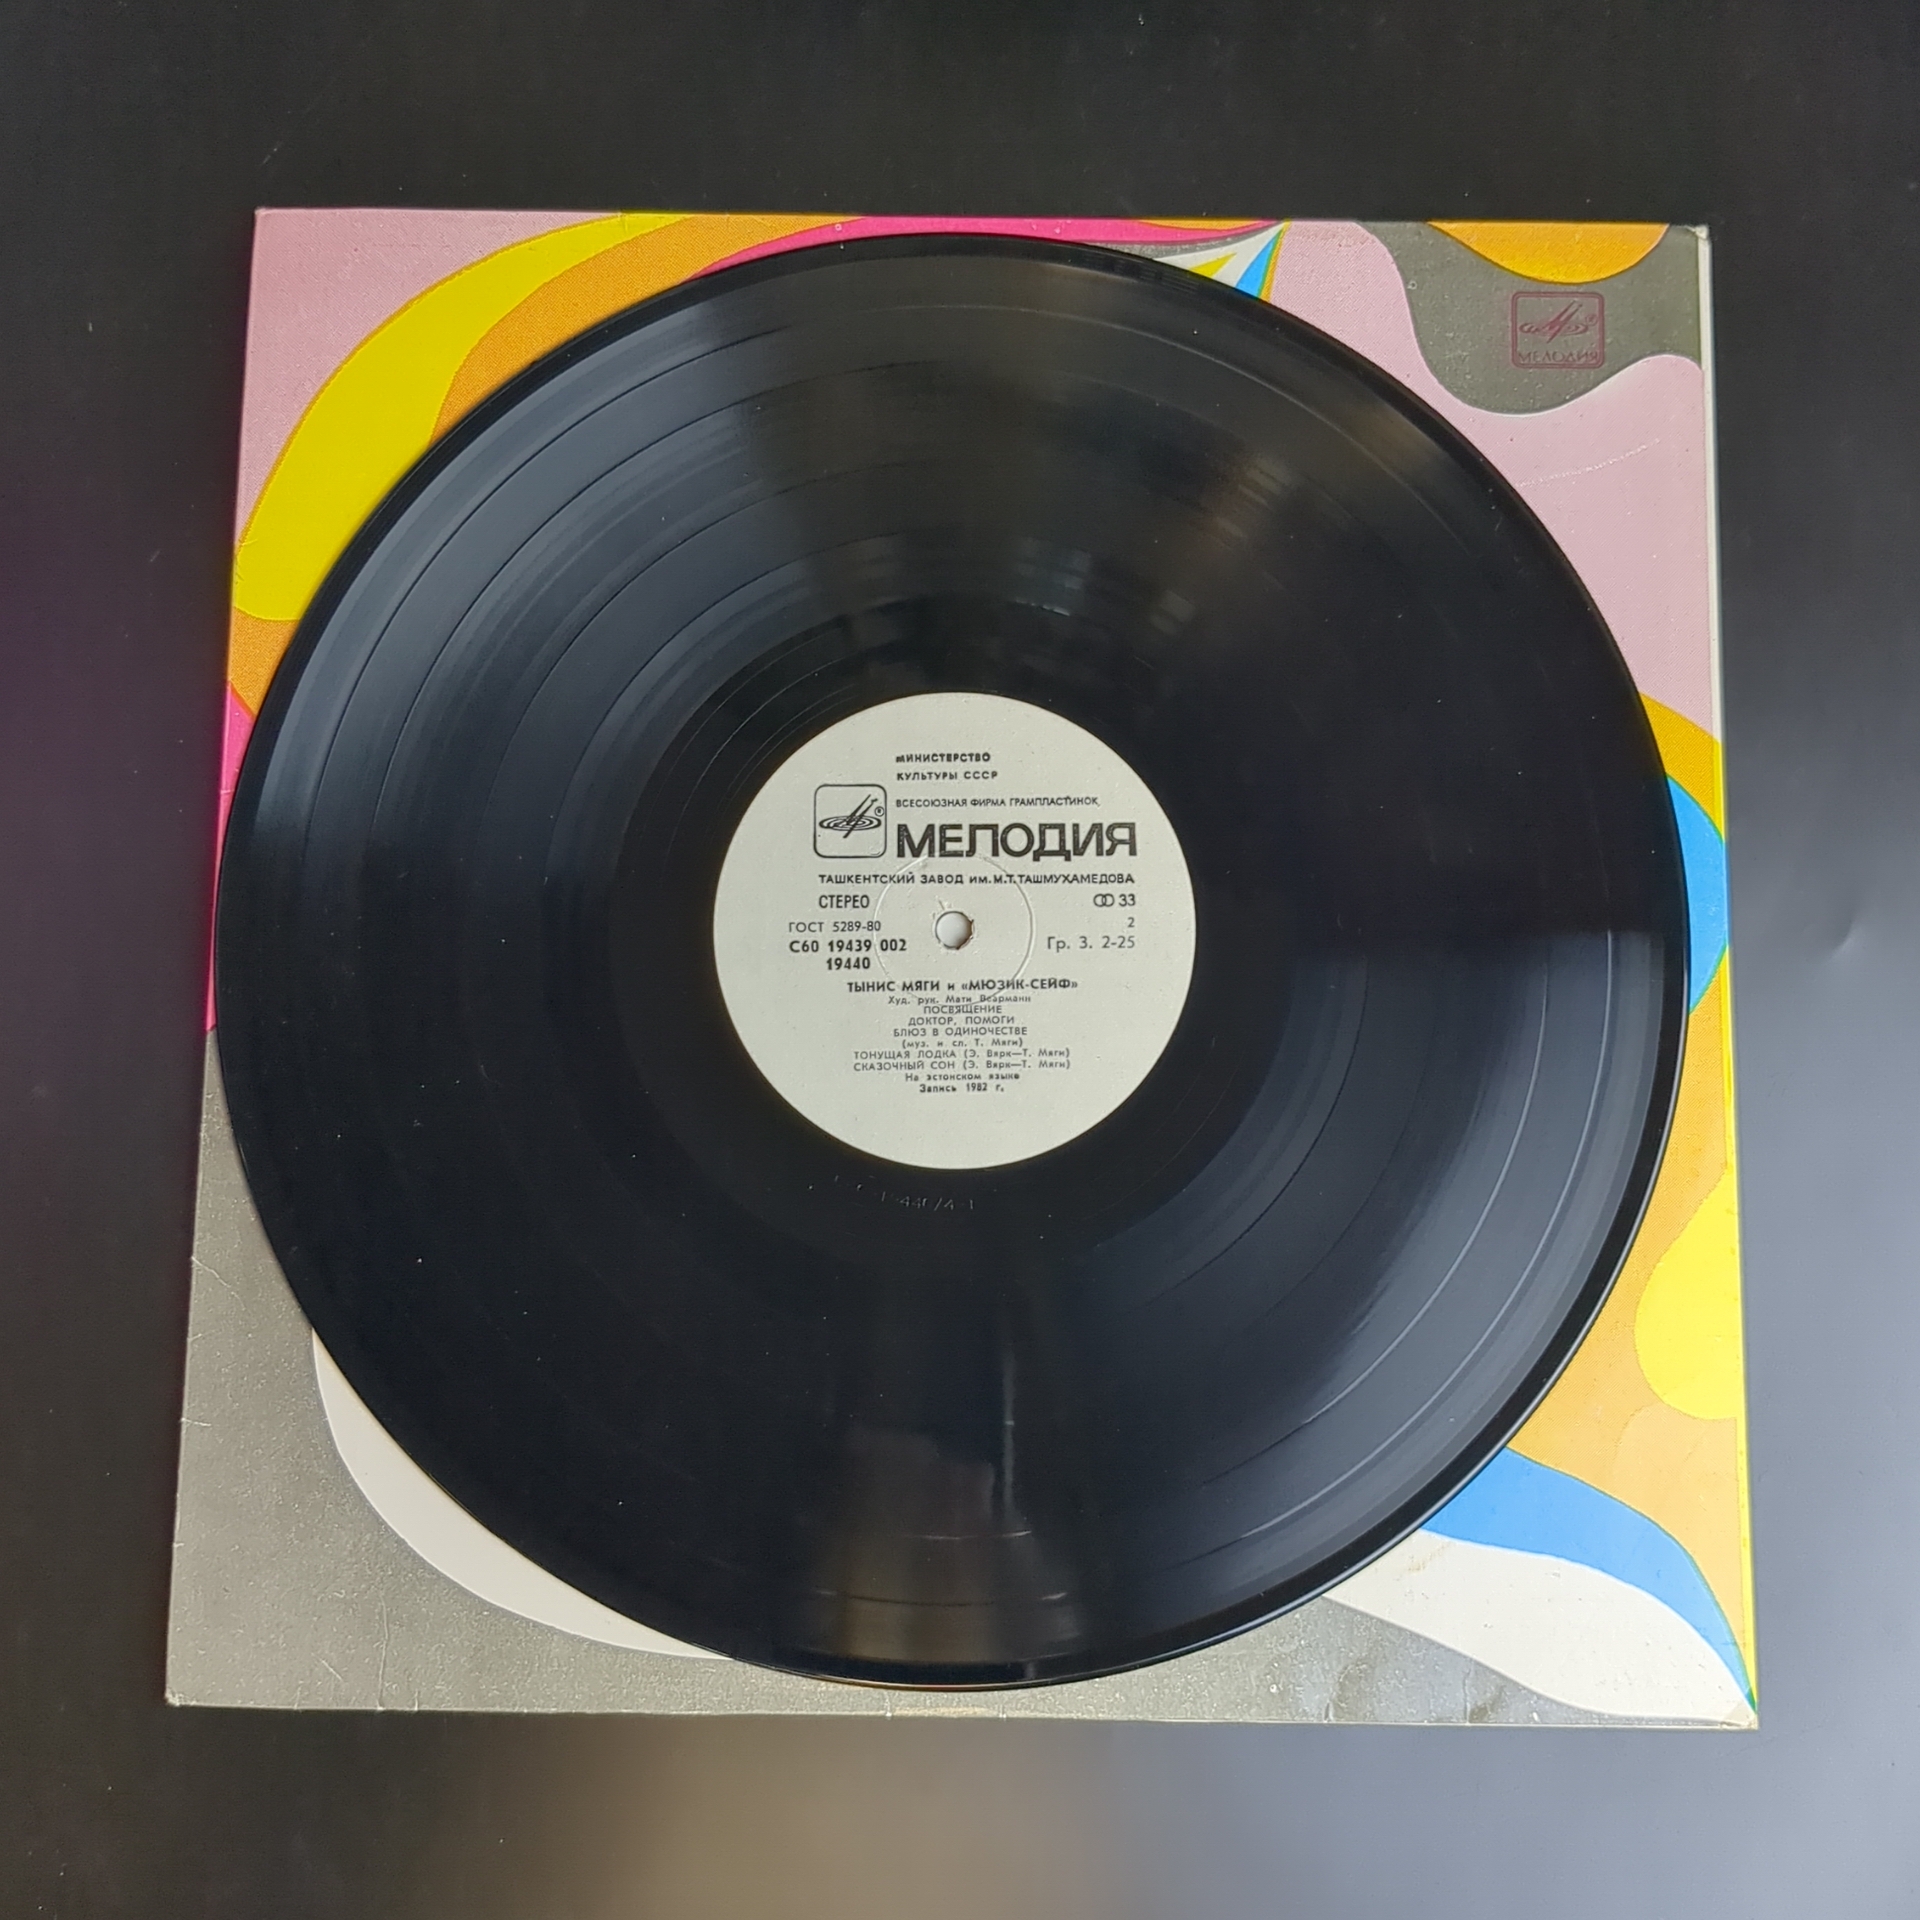 МЕЛОДИЯ
МИНИСТЕРСТВО
КУЛЬТУРЫ СССР
ВСЕСОЮЗНАЯ ФИРМА ГРАМПЛАСТИНОК
МЕЛОДИЯ
ТАШКЕНТСКИЙ ЗАВОД им. М.Т.ТАШМУХАМЕДОВА
СТЕРЕО 33
ГОСТ 5289-80 2
С60 19439 002 Гр. 3. 2-25
19440
ТЫНИС МЯГИ и «МЮЗИК-СЕЙФ»
Худ. рук. Мати Веармани
ПОСВЯЩЕНИЕ
ДОКТОР, ПОМОГИ
БЛЮЗ В ОДИНОЧЕСТВЕ
(муз. и сл. Т. Мяги)
ТОНУЩАЯ ЛОДКА (Э. Вярк—Т. Мяги)
СКАЗОЧНЫЙ СОН (Э. Вярк—Т. Мяги)
На эстонском языке
Запись 1982 г.